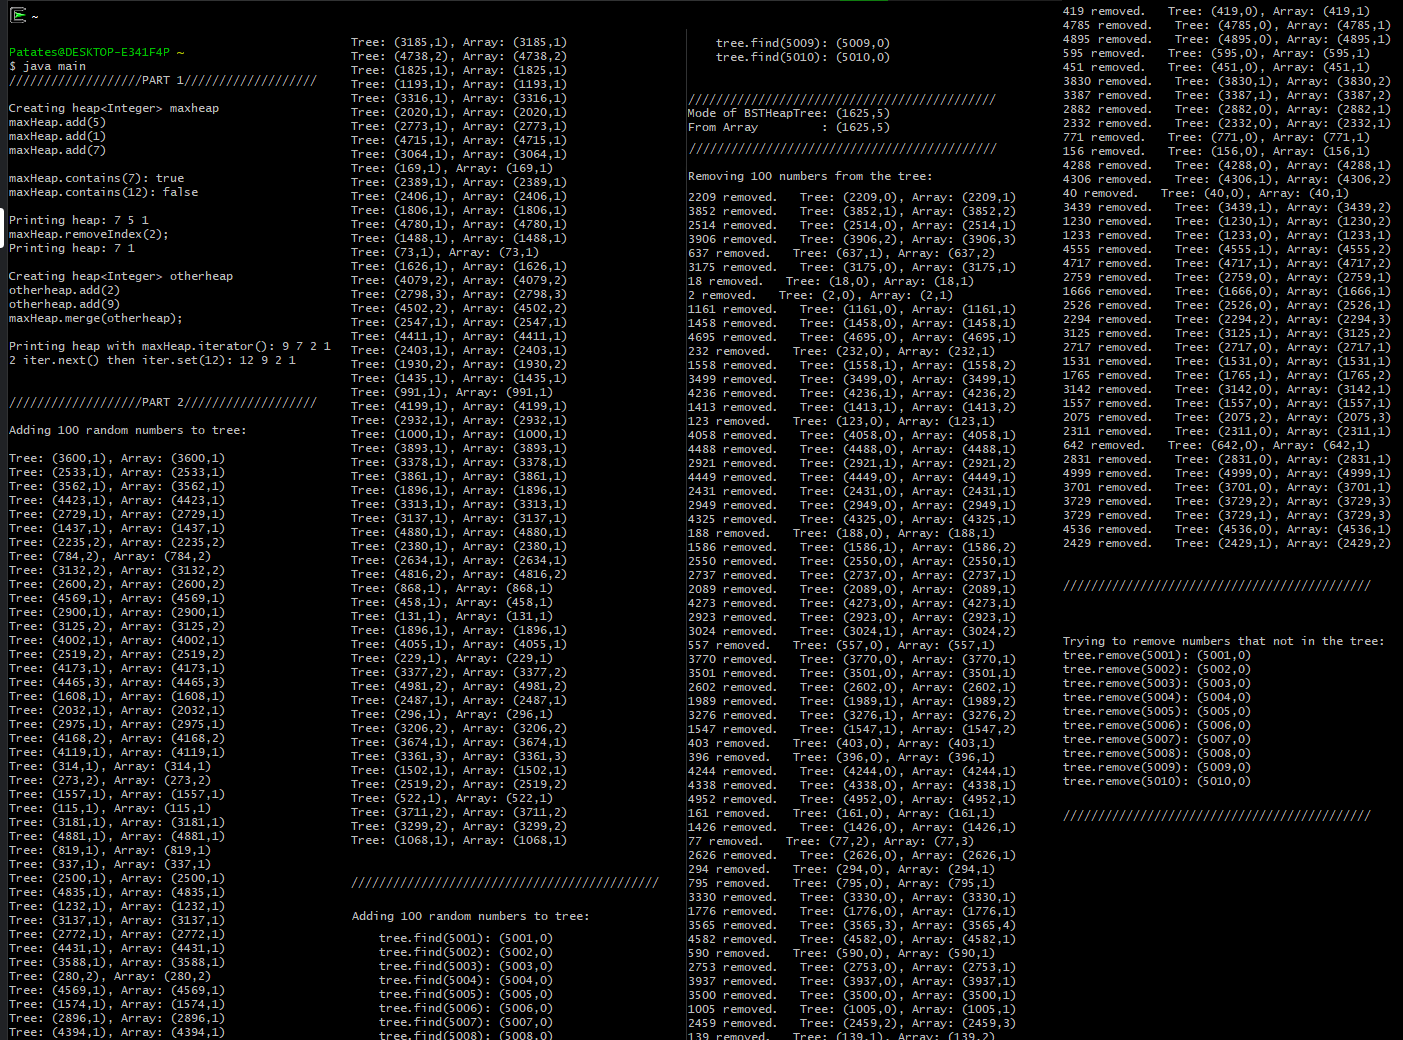 ~
Patates@DESKTOP-E341F4P ~
$ java main
///////////////////PART 1///////////////////
Creating heap<Integer> maxheap
maxHeap.add(5)
maxHeap.add(1)
maxHeap.add(7)
maxHeap.contains(7): true
maxHeap.contains(12): false
Printing heap: 7 5 1
maxHeap.removeIndex(2);
Printing heap: 7 1
Creating heap<Integer> otherheap
otherheap.add(2)
otherheap.add(9)
maxHeap.merge(otherheap);
Printing heap with maxHeap.iterator(): 9 7 2 1
2 iter.next() then iter.set(12): 12 9 2 1
///////////////////PART 2///////////////////
Adding 100 random numbers to tree:
Tree: (3600,1), Array: (3600,1)
Tree: (2533,1), Array: (2533,1)
Tree: (3562,1), Array: (3562,1)
Tree: (4423,1), Array: (4423,1)
Tree: (2729,1), Array: (2729,1)
Tree: (1437,1), Array: (1437,1)
Tree: (2235,2), Array: (2235,2)
Tree: (784,2), Array: (784,2)
Tree: (3132,2), Array: (3132,2)
Tree: (2600,2), Array: (2600,2)
Tree: (4569,1), Array: (4569,1)
Tree: (2900,1), Array: (2900,1)
Tree: (3125,2), Array: (3125,2)
Tree: (4002,1), Array: (4002,1)
Tree: (2519,2), Array: (2519,2)
Tree: (4173,1), Array: (4173,1)
Tree: (4465,3), Array: (4465,3)
Tree: (1608,1), Array: (1608,1)
Tree: (2032,1), Array: (2032,1)
Tree: (2975,1), Array: (2975,1)
Tree: (4168,2), Array: (4168,2)
Tree: (4119,1), Array: (4119,1)
Tree: (314,1), Array: (314,1)
Tree: (273,2), Array: (273,2)
Tree: (1557,1), Array: (1557,1)
Tree: (115,1), Array: (115,1)
Tree: (3181,1), Array: (3181,1)
Tree: (4881,1), Array: (4881,1)
Tree: (819,1), Array: (819,1)
Tree: (337,1), Array: (337,1)
Tree: (2500,1), Array: (2500,1)
Tree: (4835,1), Array: (4835,1)
Tree: (1232,1), Array: (1232,1)
Tree: (3137,1), Array: (3137,1)
Tree: (2772,1), Array: (2772,1)
Tree: (4431,1), Array: (4431,1)
Tree: (3588,1), Array: (3588,1)
Tree: (280,2), Array: (280,2)
Tree: (4569,1), Array: (4569,1)
Tree: (1574,1), Array: (1574,1)
Tree: (2896,1), Array: (2896,1)
Tree: (4394,1), Array: (4394,1)
Tree: (3185,1), Array: (3185,1)
Tree: (4738,2), Array: (4738,2)
Tree: (1825,1), Array: (1825,1)
Tree: (1193,1), Array: (1193,1)
Tree: (3316,1), Array: (3316,1)
Tree: (2020,1), Array: (2020,1)
Tree: (2773,1), Array: (2773,1)
Tree: (4715,1), Array: (4715,1)
Tree: (3064,1), Array: (3064,1)
Tree: (169,1), Array: (169,1)
Tree: (2389,1), Array: (2389,1)
Tree: (2406,1), Array: (2406,1)
Tree: (4186,1), Array: (4186,1)
Tree: (1806,1), Array: (1806,1)
Tree: (4780,1), Array: (4780,1)
Tree: (1488,1), Array: (1488,1)
Tree: (73,1), Array: (73,1)
Tree: (1626,1), Array: (1626,1)
Tree: (4079,2), Array: (4079,2)
Tree: (2798,3), Array: (2798,3)
Tree: (4502,2), Array: (4502,2)
Tree: (2547,1), Array: (2547,1)
Tree: (4411,1), Array: (4411,1)
Tree: (2403,1), Array: (2403,1)
Tree: (1930,2), Array: (1930,2)
Tree: (1435,1), Array: (1435,1)
Tree: (991,1), Array: (991,1)
Tree: (4199,1), Array: (4199,1)
Tree: (2932,1), Array: (2932,1)
Tree: (1000,1), Array: (1000,1)
Tree: (3893,1), Array: (3893,1)
Tree: (3378,1), Array: (3378,1)
Tree: (3861,1), Array: (3861,1)
Tree: (1896,1), Array: (1896,1)
Tree: (3313,1), Array: (3313,1)
Tree: (3137,1), Array: (3137,1)
Tree: (4880,1), Array: (4880,1)
Tree: (2380,1), Array: (2380,1)
Tree: (2634,1), Array: (2634,1)
Tree: (4816,2), Array: (4816,2)
Tree: (868,1), Array: (868,1)
Tree: (458,1), Array: (458,1)
Tree: (131,1), Array: (131,1)
Tree: (1896,1), Array: (1896,1)
Tree: (4055,1), Array: (4055,1)
Tree: (229,1), Array: (229,1)
Tree: (3377,2), Array: (3377,2)
Tree: (4981,2), Array: (4981,2)
Tree: (2487,1), Array: (2487,1)
Tree: (296,1), Array: (296,1)
Tree: (3206,2), Array: (3206,2)
Tree: (3674,1), Array: (3674,1)
Tree: (3361,3), Array: (3361,3)
Tree: (1502,1), Array: (1502,1)
Tree: (2519,2), Array: (2519,2)
Tree: (522,1), Array: (522,1)
Tree: (3711,2), Array: (3711,2)
Tree: (3299,2), Array: (3299,2)
Tree: (1068,1), Array: (1068,1)
////////////////////////////////////////////
Adding 100 random numbers to tree:
tree.find(5001): (5001,0)
tree.find(5002): (5002,0)
tree.find(5003): (5003,0)
tree.find(5004): (5004,0)
tree.find(5005): (5005,0)
tree.find(5006): (5006,0)
tree.find(5007): (5007,0)
tree.find(5008): (5008,0)
tree.find(5009): (5009,0)
tree.find(5010): (5010,0)
////////////////////////////////////////////
Mode of BSTHeapTree: (1625,5)
From Array         : (1625,5)
////////////////////////////////////////////
Removing 100 numbers from the tree:
2209 removed.   Tree: (2209,0), Array: (2209,1)
3852 removed.   Tree: (3852,1), Array: (3852,2)
2514 removed.   Tree: (2514,0), Array: (2514,1)
3906 removed.   Tree: (3906,2), Array: (3906,3)
637 removed.   Tree: (637,1), Array: (637,2)
3175 removed.   Tree: (3175,0), Array: (3175,1)
18 removed.   Tree: (18,0), Array: (18,1)
2 removed.   Tree: (2,0), Array: (2,1)
1161 removed.   Tree: (1161,0), Array: (1161,1)
1458 removed.   Tree: (1458,0), Array: (1458,1)
4695 removed.   Tree: (4695,0), Array: (4695,1)
232 removed.   Tree: (232,0), Array: (232,1)
1558 removed.   Tree: (1558,1), Array: (1558,2)
3499 removed.   Tree: (3499,0), Array: (3499,1)
4236 removed.   Tree: (4236,1), Array: (4236,2)
1413 removed.   Tree: (1413,1), Array: (1413,2)
123 removed.   Tree: (123,0), Array: (123,1)
4058 removed.   Tree: (4058,0), Array: (4058,1)
4488 removed.   Tree: (4488,0), Array: (4488,1)
2921 removed.   Tree: (2921,1), Array: (2921,2)
4449 removed.   Tree: (4449,0), Array: (4449,1)
2431 removed.   Tree: (2431,0), Array: (2431,1)
2949 removed.   Tree: (2949,0), Array: (2949,1)
4325 removed.   Tree: (4325,0), Array: (4325,1)
188 removed.   Tree: (188,0), Array: (188,1)
1586 removed.   Tree: (1586,1), Array: (1586,2)
2550 removed.   Tree: (2550,0), Array: (2550,1)
2737 removed.   Tree: (2737,0), Array: (2737,1)
2089 removed.   Tree: (2089,0), Array: (2089,1)
4273 removed.   Tree: (4273,0), Array: (4273,1)
2923 removed.   Tree: (2923,0), Array: (2923,1)
3024 removed.   Tree: (3024,1), Array: (3024,2)
557 removed.   Tree: (557,0), Array: (557,1)
3770 removed.   Tree: (3770,0), Array: (3770,1)
3501 removed.   Tree: (3501,0), Array: (3501,1)
2602 removed.   Tree: (2602,0), Array: (2602,1)
1989 removed.   Tree: (1989,1), Array: (1989,2)
3276 removed.   Tree: (3276,1), Array: (3276,2)
1547 removed.   Tree: (1547,1), Array: (1547,2)
403 removed.   Tree: (403,0), Array: (403,1)
396 removed.   Tree: (396,0), Array: (396,1)
4244 removed.   Tree: (4244,0), Array: (4244,1)
4338 removed.   Tree: (4338,0), Array: (4338,1)
4952 removed.   Tree: (4952,0), Array: (4952,1)
161 removed.   Tree: (161,0), Array: (161,1)
1426 removed.   Tree: (1426,0), Array: (1426,1)
77 removed.   Tree: (77,2), Array: (77,3)
2626 removed.   Tree: (2626,0), Array: (2626,1)
294 removed.   Tree: (294,0), Array: (294,1)
795 removed.   Tree: (795,0), Array: (795,1)
3330 removed.   Tree: (3330,0), Array: (3330,1)
1776 removed.   Tree: (1776,0), Array: (1776,1)
3565 removed.   Tree: (3565,3), Array: (3565,4)
4582 removed.   Tree: (4582,0), Array: (4582,1)
590 removed.   Tree: (590,0), Array: (590,1)
2753 removed.   Tree: (2753,0), Array: (2753,1)
3937 removed.   Tree: (3937,0), Array: (3937,1)
3500 removed.   Tree: (3500,0), Array: (3500,1)
1005 removed.   Tree: (1005,0), Array: (1005,1)
2459 removed.   Tree: (2459,2), Array: (2459,3)
139 removed.   Tree: (139,1), Array: (139,2)
419 removed.   Tree: (419,0), Array: (419,1)
4785 removed.   Tree: (4785,0), Array: (4785,1)
4895 removed.   Tree: (4895,0), Array: (4895,1)
595 removed.   Tree: (595,0), Array: (595,1)
451 removed.   Tree: (451,0), Array: (451,1)
3830 removed.   Tree: (3830,1), Array: (3830,2)
3387 removed.   Tree: (3387,1), Array: (3387,2)
2882 removed.   Tree: (2882,0), Array: (2882,1)
2332 removed.   Tree: (2332,0), Array: (2332,1)
771 removed.   Tree: (771,0), Array: (771,1)
156 removed.   Tree: (156,0), Array: (156,1)
4288 removed.   Tree: (4288,0), Array: (4288,1)
4306 removed.   Tree: (4306,1), Array: (4306,2)
40 removed.   Tree: (40,0), Array: (40,1)
3439 removed.   Tree: (3439,1), Array: (3439,2)
1230 removed.   Tree: (1230,1), Array: (1230,2)
1233 removed.   Tree: (1233,0), Array: (1233,1)
4555 removed.   Tree: (4555,1), Array: (4555,2)
4717 removed.   Tree: (4717,1), Array: (4717,2)
2759 removed.   Tree: (2759,0), Array: (2759,1)
1666 removed.   Tree: (1666,0), Array: (1666,1)
2526 removed.   Tree: (2526,0), Array: (2526,1)
2294 removed.   Tree: (2294,2), Array: (2294,3)
3125 removed.   Tree: (3125,1), Array: (3125,2)
2717 removed.   Tree: (2717,0), Array: (2717,1)
1531 removed.   Tree: (1531,0), Array: (1531,1)
1765 removed.   Tree: (1765,1), Array: (1765,2)
3142 removed.   Tree: (3142,0), Array: (3142,1)
1557 removed.   Tree: (1557,0), Array: (1557,1)
2075 removed.   Tree: (2075,2), Array: (2075,3)
2311 removed.   Tree: (2311,0), Array: (2311,1)
642 removed.   Tree: (642,0), Array: (642,1)
2831 removed.   Tree: (2831,0), Array: (2831,1)
4999 removed.   Tree: (4999,0), Array: (4999,1)
3701 removed.   Tree: (3701,0), Array: (3701,1)
3729 removed.   Tree: (3729,2), Array: (3729,3)
3729 removed.   Tree: (3729,1), Array: (3729,3)
4536 removed.   Tree: (4536,0), Array: (4536,1)
2429 removed.   Tree: (2429,1), Array: (2429,2)
////////////////////////////////////////////
Trying to remove numbers that not in the tree:
tree.remove(5001): (5001,0)
tree.remove(5002): (5002,0)
tree.remove(5003): (5003,0)
tree.remove(5004): (5004,0)
tree.remove(5005): (5005,0)
tree.remove(5006): (5006,0)
tree.remove(5007): (5007,0)
tree.remove(5008): (5008,0)
tree.remove(5009): (5009,0)
tree.remove(5010): (5010,0)
////////////////////////////////////////////